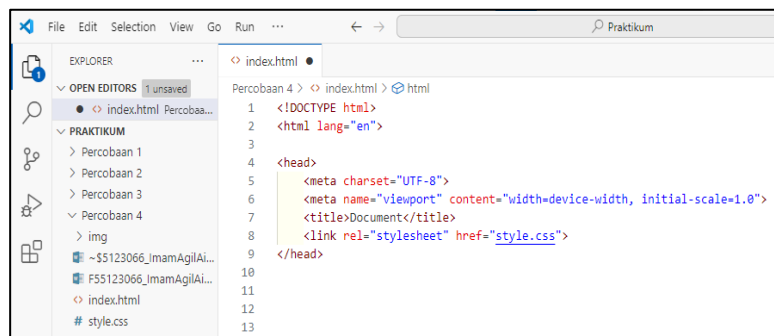 File Edit Selection View Go Run ··· ← → Praktikum
EXPLORER ···
OPEN EDITORS 1 unsaved
● <> index.html Percobaa...
PRAKTIKUM
> Percobaan 1
> Percobaan 2
> Percobaan 3
Percobaan 4
> img
~$5123066_ImamAgilAi...
F55123066_ImamAgilAi...
<> index.html
# style.css
1
<> index.html ●
Percobaan 4 > <> index.html > html
1 <!DOCTYPE html>
2 <html lang="en">
3
4 <head>
5 <meta charset="UTF-8">
6 <meta name="viewport" content="width=device-width, initial-scale=1.0">
7 <title>Document</title>
8 <link rel="stylesheet" href="style.css">
9 </head>
10
11
12
13